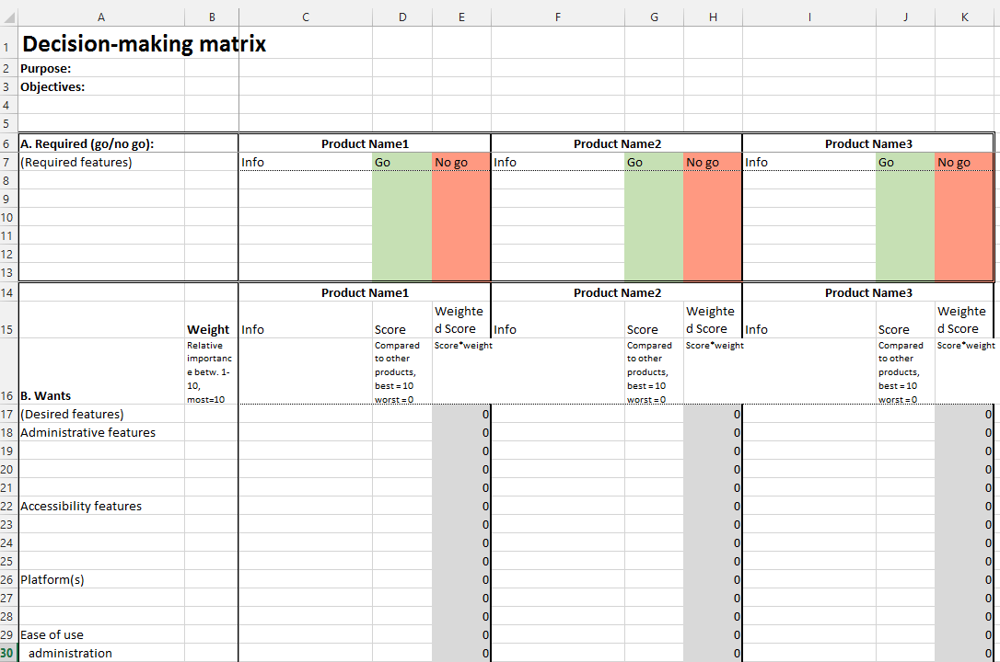 A B C D E F G H I J K
1 Decision-making matrix
2 Purpose:
3 Objectives:
4
5
6 A. Required (go/no go): Product Name1 Product Name2 Product Name3
7 (Required features) Info Go No go Info Go No go Info Go No go
8
9
10
11
12
13
14 Product Name1 Product Name2 Product Name3
Weighte Weighte Weighte
15 Weight Info Score d Score Info Score d Score Info Score d Score
Relative Compared Score*weight Compared Score*weight Compared Score*weight
importanc to other to other to other
e betw. 1- products, products, products,
10, best = 10 best = 10 best = 10
16 B. Wants most=10 worst = 0 worst = 0 worst = 0
17 (Desired features) 0 0 0
18 Administrative features 0 0 0
19 0 0 0
20 0 0 0
21 0 0 0
22 Accessibility features 0 0 0
23 0 0 0
24 0 0 0
25 0 0 0
26 Platform(s) 0 0 0
27 0 0 0
28 0 0 0
29 Ease of use 0 0 0
30 administration 0 0 0